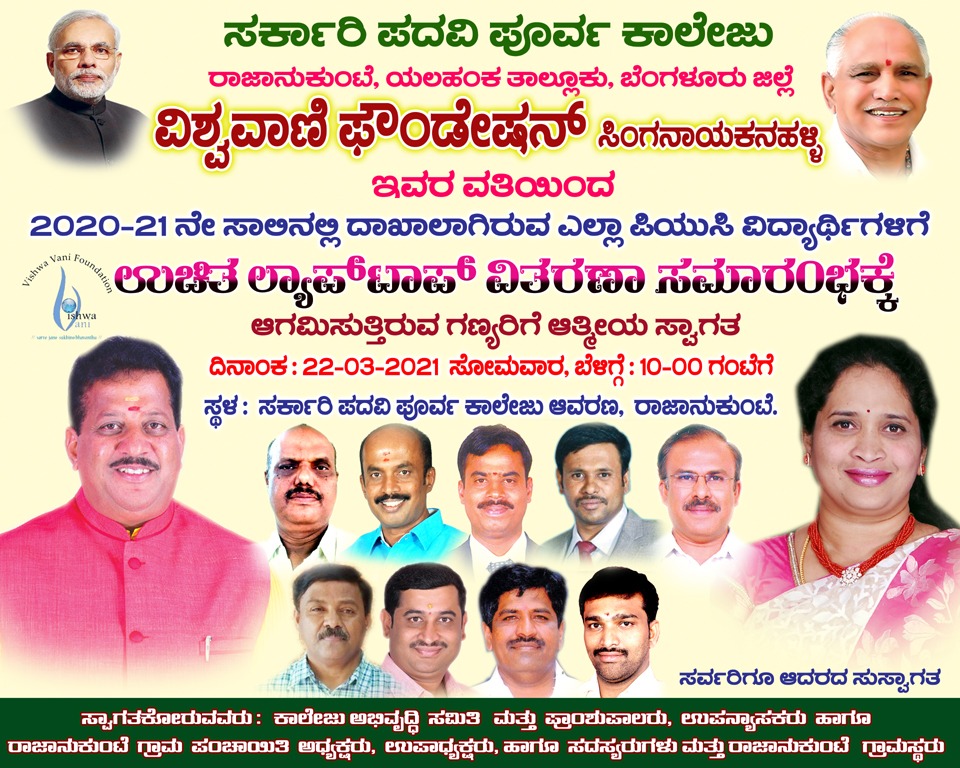 ಸರ್ಕಾರಿ ಪದವಿ ಪೂರ್ವ ಕಾಲೇಜು
ರಾಜಾನುಕುಂಟೆ, ಯಲಹಂಕ ತಾಲ್ಲೂಕು, ಬೆಂಗಳೂರು ಜಿಲ್ಲೆ
ವಿಶ್ವವಾಣಿ ಫೌಂಡೇಷನ್ ಸಿಂಗನಾಯಕನಹಳ್ಳಿ
ಇವರ ವತಿಯಿಂದ
2020-21 ನೇ ಸಾಲಿನಲ್ಲಿ ದಾಖಾಲಾಗಿರುವ ಎಲ್ಲಾ ಪಿಯುಸಿ ವಿದ್ಯಾರ್ಥಿಗಳಿಗೆ
Vishwa Vani Foundation
Vishwa
Vani
ಉಚಿತ ಲ್ಯಾಪ್‌ಟಾಪ್ ವಿತರಣಾ ಸಮಾರಂಭಕ್ಕೆ
ಆಗಮಿಸುತ್ತಿರುವ ಗಣ್ಯರಿಗೆ ಆತ್ಮೀಯ ಸ್ವಾಗತ
ದಿನಾಂಕ : 22-03-2021 ಸೋಮವಾರ, ಬೆಳಿಗ್ಗೆ : 10-00 ಗಂಟೆಗೆ
ಸ್ಥಳ : ಸರ್ಕಾರಿ ಪದವಿ ಪೂರ್ವ ಕಾಲೇಜು ಆವರಣ, ರಾಜಾನುಕುಂಟೆ.
ಸರ್ವರಿಗೂ ಆದರದ ಸುಸ್ವಾಗತ
ಸ್ವಾಗತಕೋರುವವರು : ಕಾಲೇಜು ಅಭಿವೃದ್ಧಿ ಸಮಿತಿ ಮತ್ತು ಪ್ರಾಂಶುಪಾಲರು, ಉಪನ್ಯಾಸಕರು ಹಾಗೂ
ರಾಜಾನುಕುಂಟೆ ಗ್ರಾಮ ಪಂಚಾಯಿತಿ ಅಧ್ಯಕ್ಷರು, ಉಪಾಧ್ಯಕ್ಷರು, ಹಾಗೂ ಸದಸ್ಯರುಗಳು ಮತ್ತು ರಾಜಾನುಕುಂಟೆ ಗ್ರಾಮಸ್ಥರು